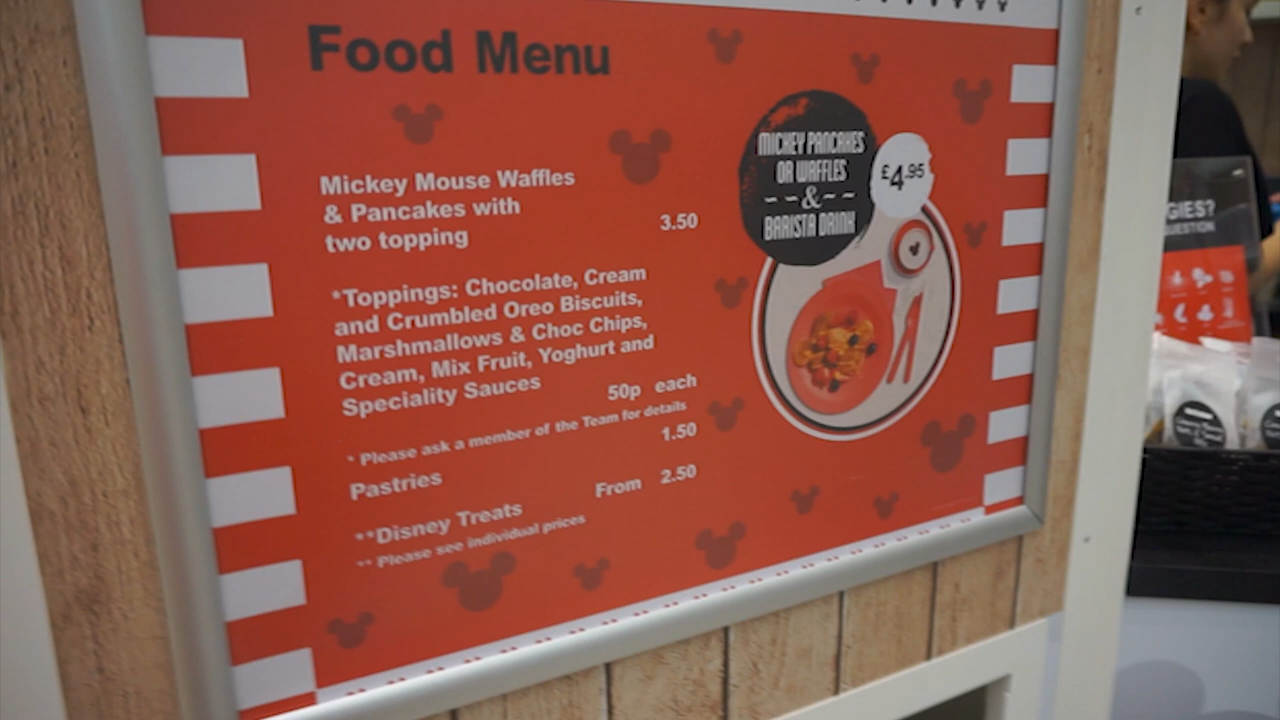 Food Menu
Mickey Mouse Waffles
& Pancakes with
two topping 3.50
*Toppings: Chocolate, Cream
and Crumbled Oreo Biscuits,
Marshmallows & Choc Chips,
Cream, Mix Fruit, Yoghurt and
Speciality Sauces 50p each
* Please ask a member of the Team for details
Pastries 1.50
**Disney Treats From 2.50
** Please see individual prices
MICKEY PANCAKES
OR WAFFLES
~~&~~
BARISTA DRINK
£4.95
GIES?
UESTION